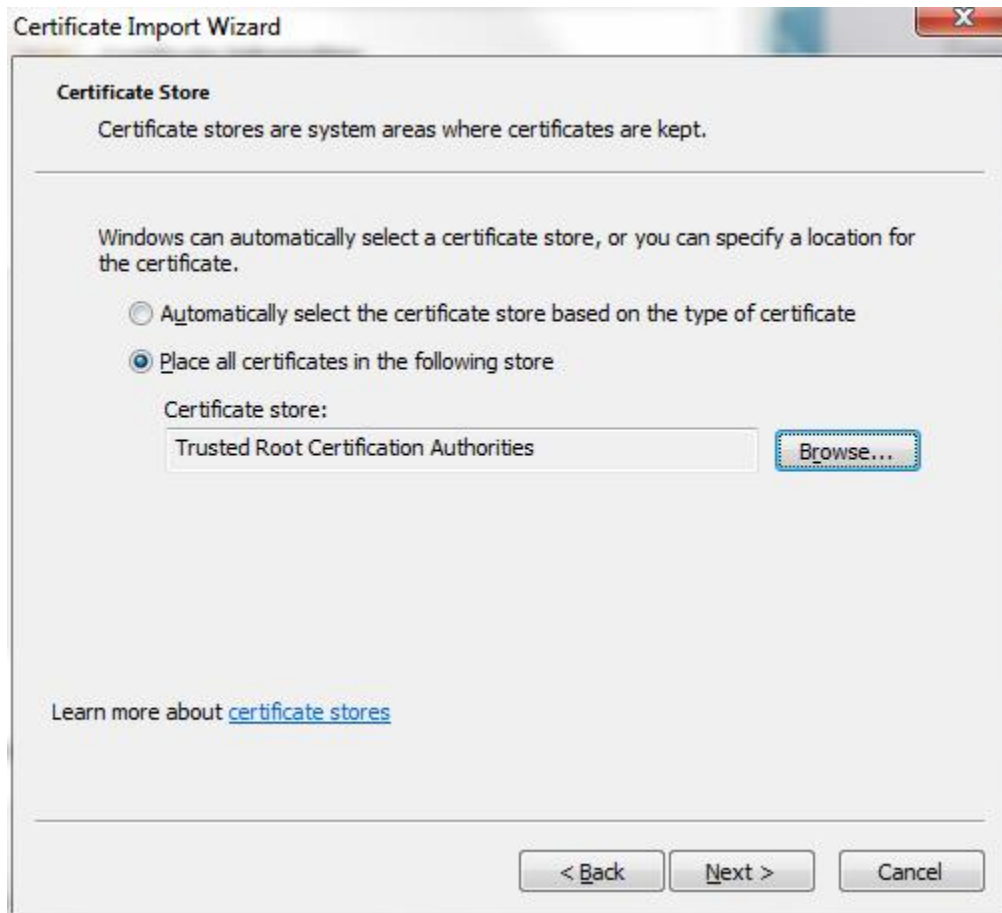 Certificate Import Wizard
Certificate Store
Certificate stores are system areas where certificates are kept.
Windows can automatically select a certificate store, or you can specify a location for
the certificate.
Automatically select the certificate store based on the type of certificate
Place all certificates in the following store
Certificate store:
Trusted Root Certification Authorities
Browse...
Learn more about certificate stores
< Back
Next >
Cancel